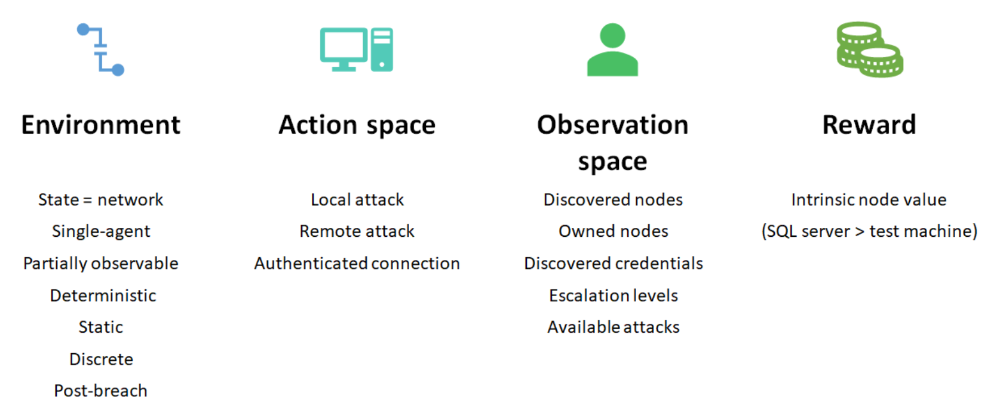 Environment
State = network
Single-agent
Partially observable
Deterministic
Static
Discrete
Post-breach
Action space
Local attack
Remote attack
Authenticated connection
Observation
space
Discovered nodes
Owned nodes
Discovered credentials
Escalation levels
Available attacks
Reward
Intrinsic node value
(SQL server > test machine)